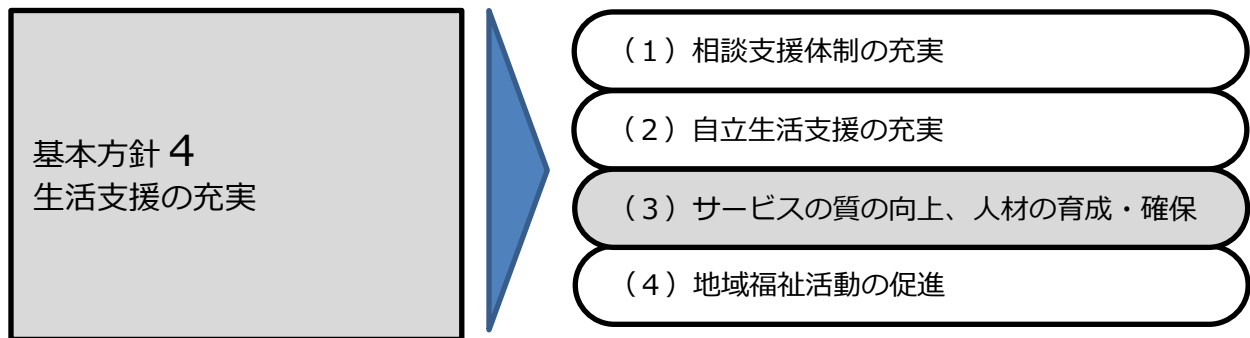 基本方針４
生活支援の充実
（１）相談支援体制の充実
（２）自立生活支援の充実
（３）サービスの質の向上、人材の育成・確保
（４）地域福祉活動の促進